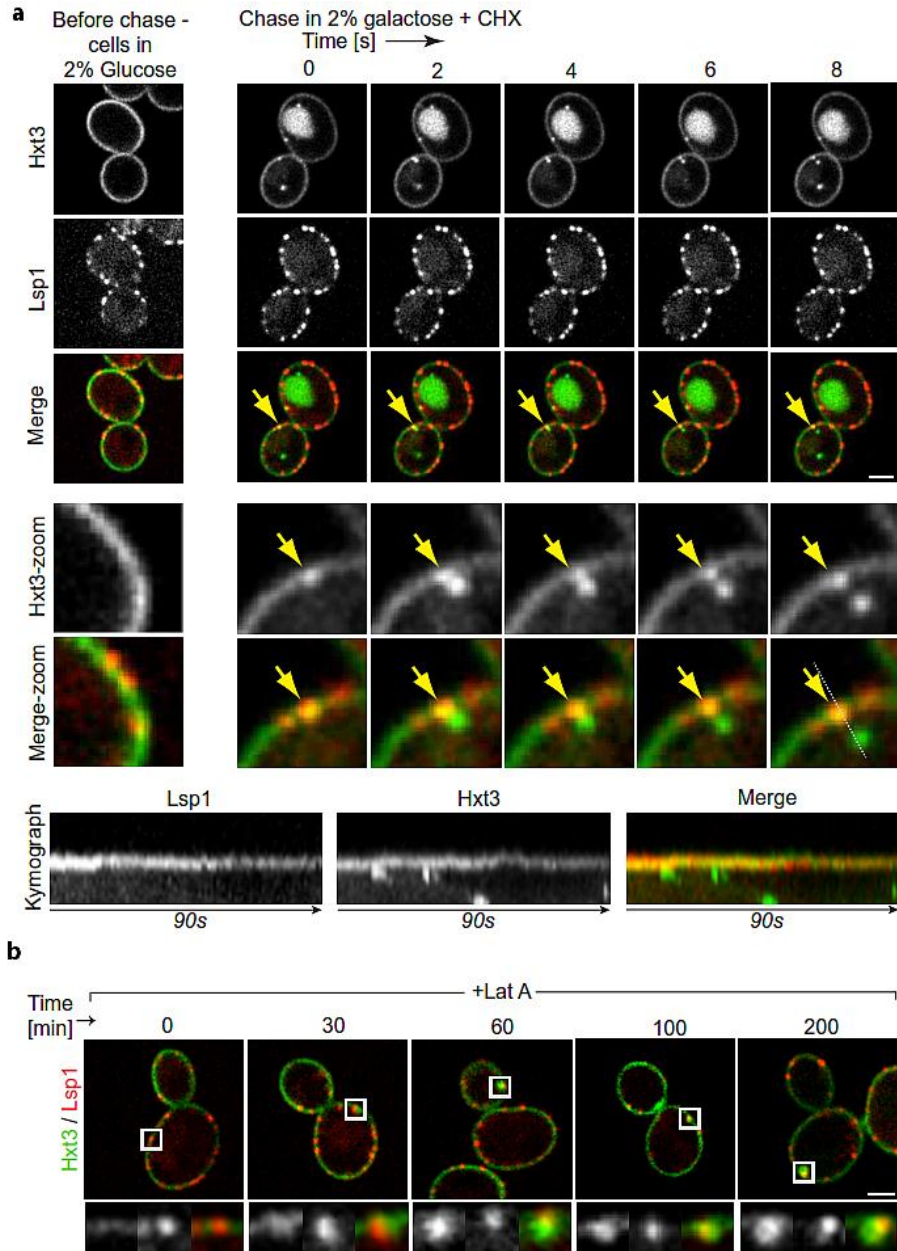 a
Before chase -
cells in
2% Glucose
Chase in 2% galactose + CHX
Time [s]
0 2 4 6 8
Hxt3
Lsp1
Merge
Hxt3-zoom
Merge-zoom
Lsp1 Hxt3 Merge
Kymograph
90s 90s 90s
b
+Lat A
Time
[min]
0 30 60 100 200
Hxt3 / Lsp1